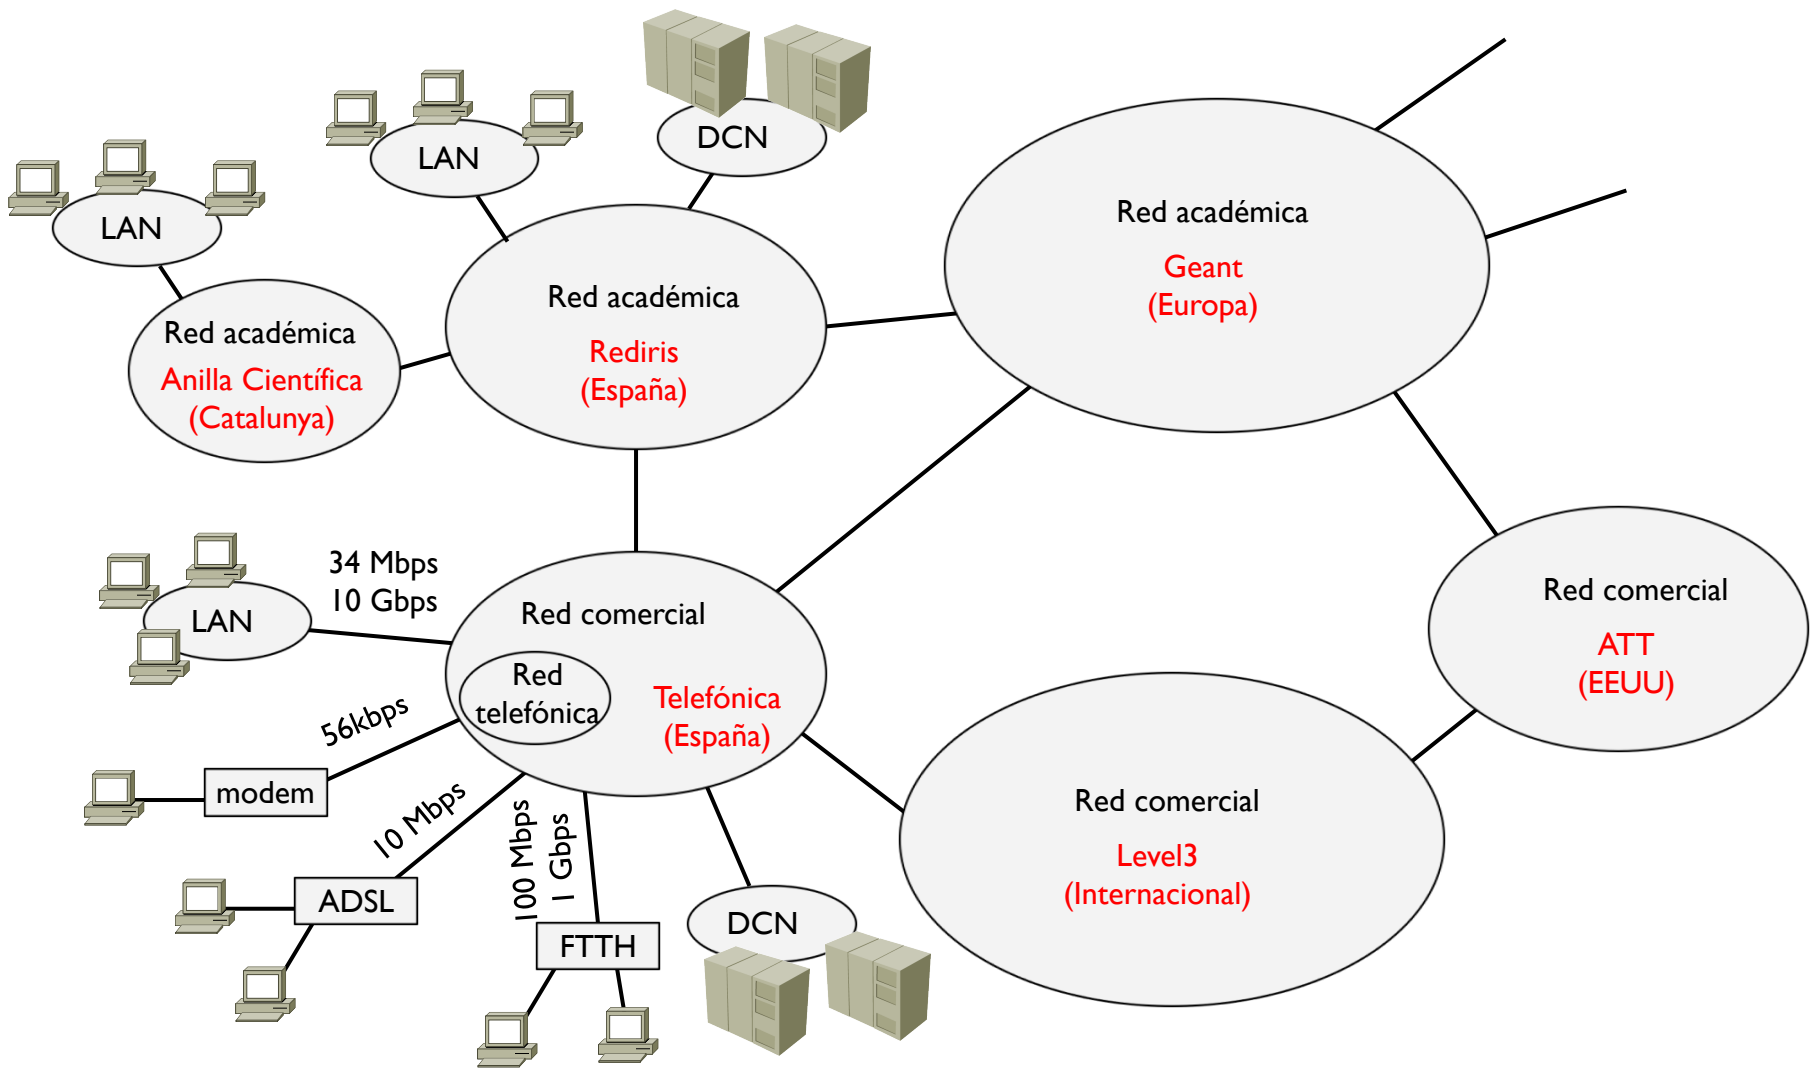 DCN
LAN
LAN
Red académica
Geant
(Europa)
Red académica
Rediris
(España)
Red académica
Anilla Científica
(Catalunya)
34 Mbps
10 Gbps
LAN
Red comercial
Red
telefónica
Telefónica
(España)
Red comercial
ATT
(EEUU)
56kbps
modem
10 Mbps
100 Mbps
1 Gbps
Red comercial
Level3
(Internacional)
ADSL
FTTH
DCN